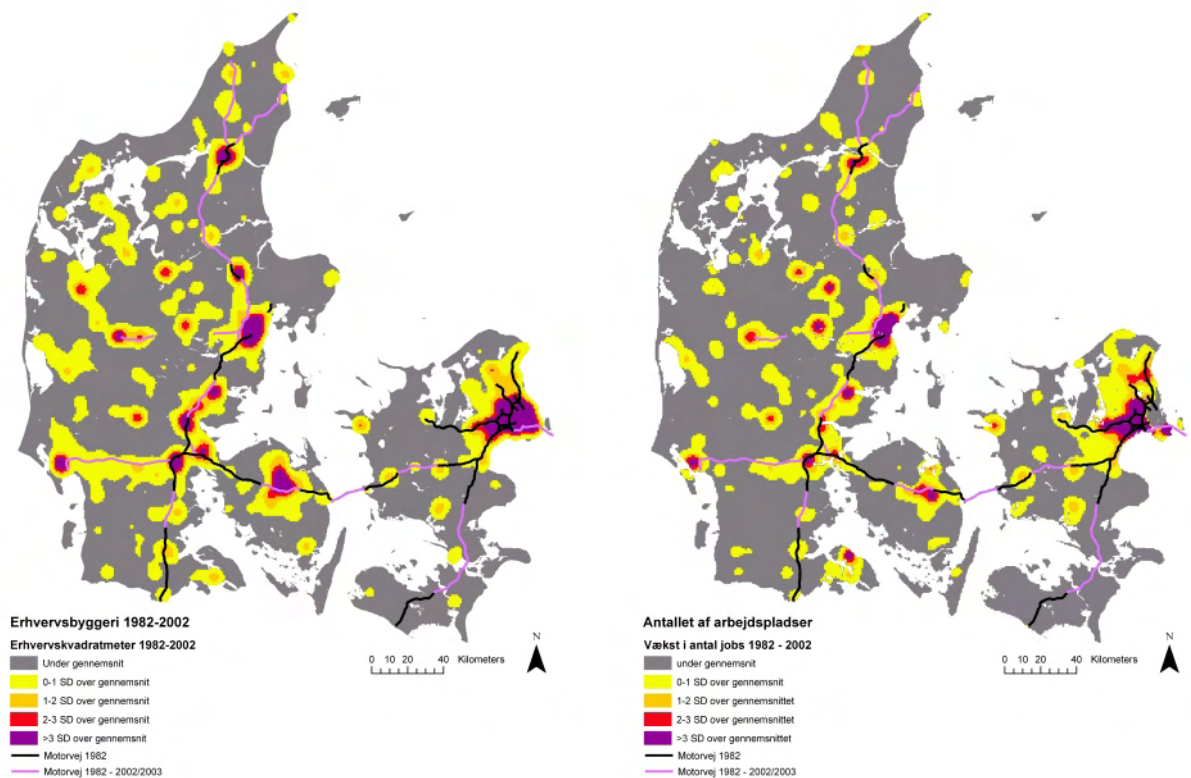 Erhvervsbyggeri 1982-2002
Erhvervskvadratmeter 1982-2002
Under gennemsnit
0-1 SD over gennemsnit
1-2 SD over gennemsnit
2-3 SD over gennemsnit
>3 SD over gennemsnit
Motorvej 1982
Motorvej 1982 - 2002/2003
0 10 20 40 Kilometers
N
Antallet af arbejdspladser
Vækst i antal jobs 1982 - 2002
under gennemsnit
0-1 SD over gennemsnittet
1-2 SD over gennemsnittet
2-3 SD over gennemsnittet
>3 SD over gennemsnittet
Motorvej 1982
Motorvej 1982 - 2002/2003
0 10 20 40 Kilometers
N